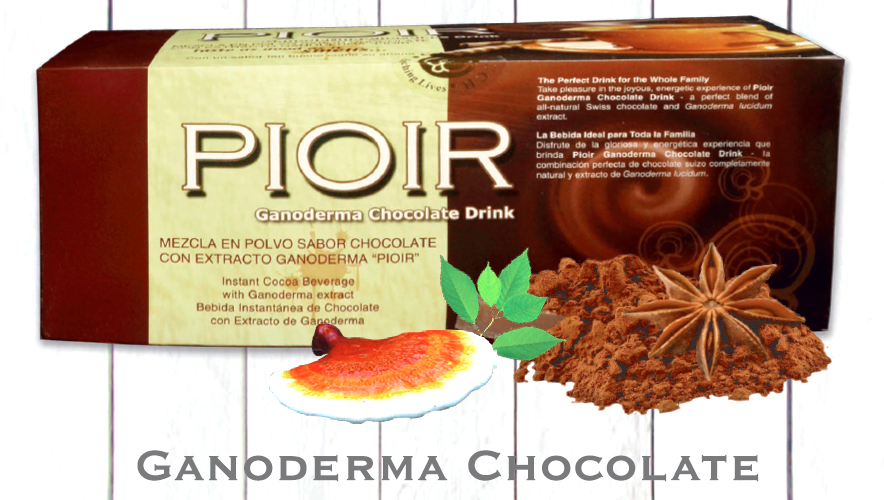 PIOIR
Ganoderma Chocolate Drink
MEZCLA EN POLVO SABOR CHOCOLATE
CON EXTRACTO GANODERMA "PIOIR"
Instant Cocoa Beverage
with Ganoderma extract
Bebida Instantánea de Chocolate
con Extracto de Ganoderma
The Perfect Drink for the Whole Family
Take pleasure in the joyous, energetic experience of Pioir
Ganoderma Chocolate Drink - a perfect blend of
all-natural Swiss chocolate and Ganoderma lucidum
extract.
La Bebida Ideal para Toda la Familia
Disfrute de la gloriosa y energética experiencia que
brinda Pioir Ganoderma Chocolate Drink - la
combinación perfecta de chocolate suizo completamente
natural y extracto de Ganoderma lucidum.
GANODERMA CHOCOLATE